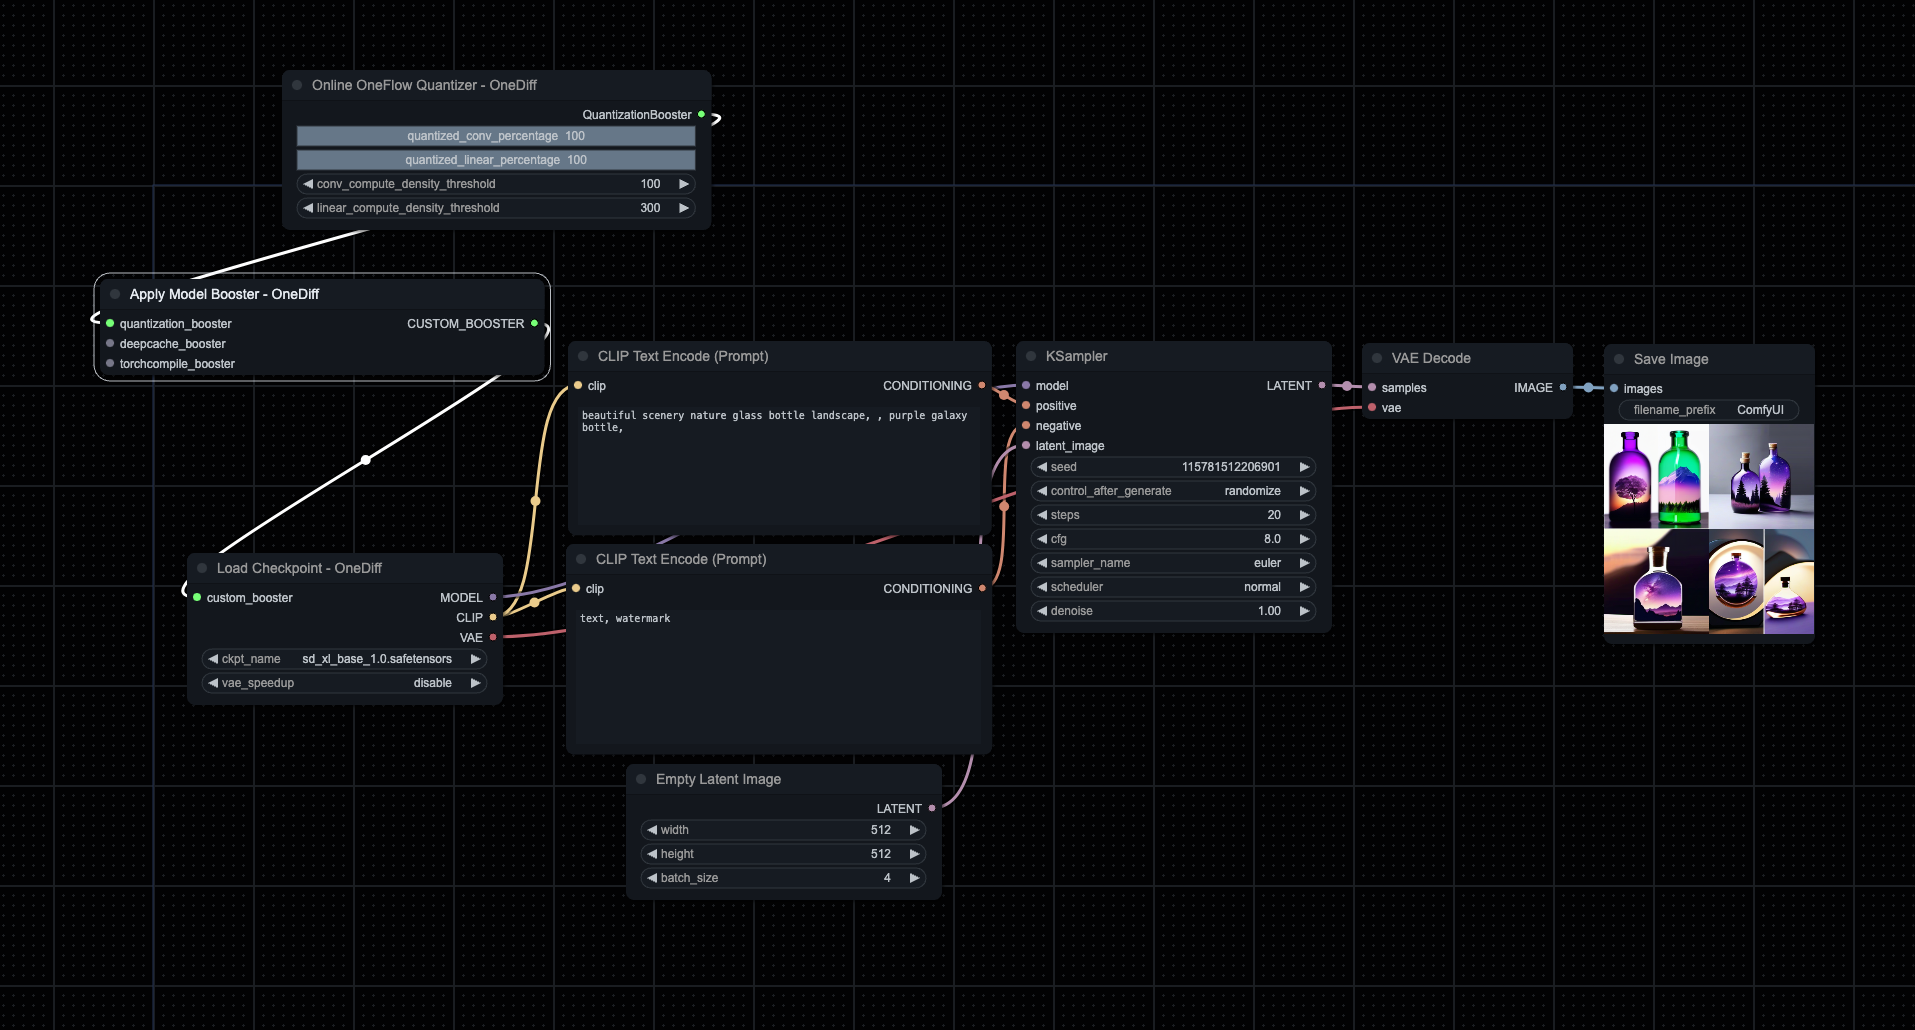 Online OneFlow Quantizer - OneDiff
QuantizationBooster
quantized_conv_percentage 100
quantized_linear_percentage 100
conv_compute_density_threshold 100
linear_compute_density_threshold 300
Apply Model Booster - OneDiff
quantization_booster CUSTOM_BOOSTER
deepcache_booster
torchcompile_booster
Load Checkpoint - OneDiff
custom_booster MODEL
CLIP
VAE
ckpt_name sd_xl_base_1.0.safetensors
vae_speedup disable
CLIP Text Encode (Prompt)
clip CONDITIONING
beautiful scenery nature glass bottle landscape, , purple galaxy
bottle,
CLIP Text Encode (Prompt)
clip CONDITIONING
text, watermark
Empty Latent Image
LATENT
width 512
height 512
batch_size 4
KSampler
model LATENT
positive
negative
latent_image
seed 115781512206901
control_after_generate randomize
steps 20
cfg 8.0
sampler_name euler
scheduler normal
denoise 1.00
VAE Decode
samples IMAGE
vae
Save Image
images
filename_prefix ComfyUI